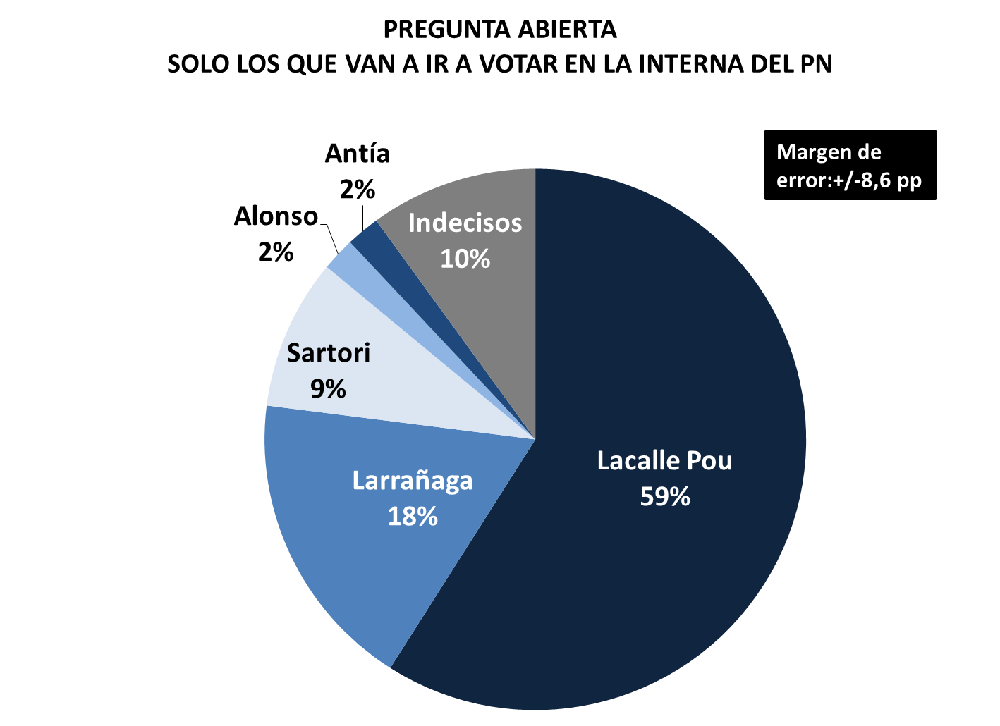 PREGUNTA ABIERTA
SOLO LOS QUE VAN A IR A VOTAR EN LA INTERNA DEL PN
Margen de
error:+/-8,6 pp
Antía
2%
Alonso
2%
Indecisos
10%
Sartori
9%
Larrañaga
18%
Lacalle Pou
59%